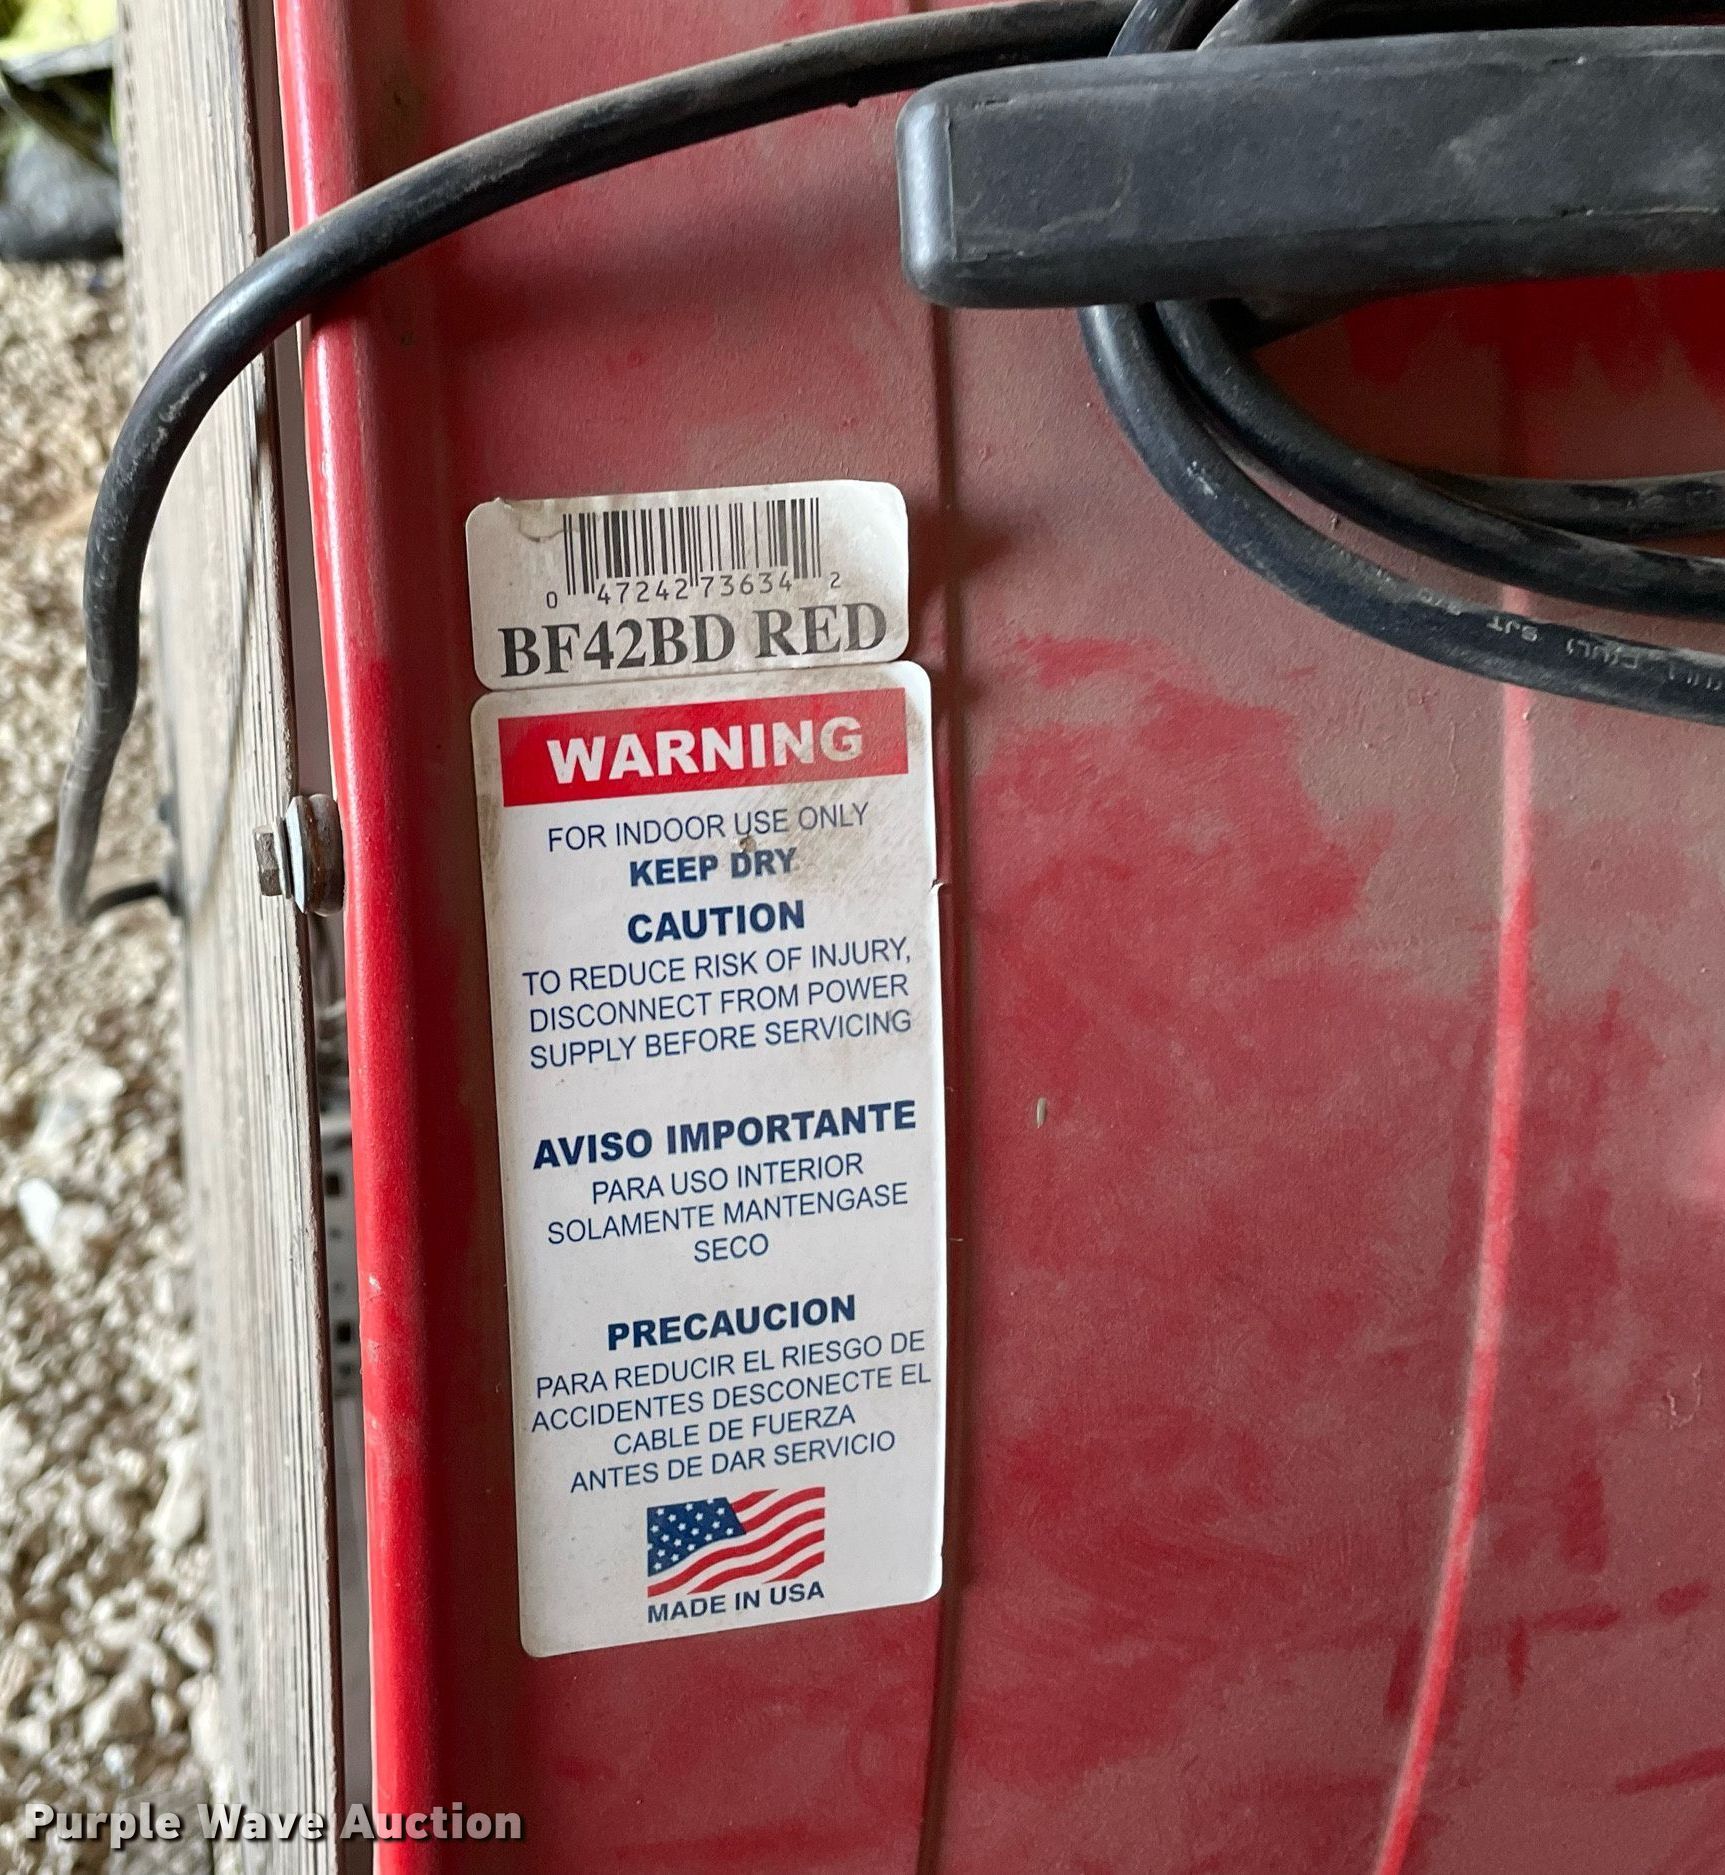 0 47242 73634 2
BF42BD RED
WARNING
FOR INDOOR USE ONLY
KEEP DRY
CAUTION
TO REDUCE RISK OF INJURY,
DISCONNECT FROM POWER
SUPPLY BEFORE SERVICING
AVISO IMPORTANTE
PARA USO INTERIOR
SOLAMENTE MANTENGASE
SECO
PRECAUCION
PARA REDUCIR EL RIESGO DE
ACCIDENTES DESCONECTE EL
CABLE DE FUERZA
ANTES DE DAR SERVICIO
MADE IN USA
SJT
Purple Wave Auction